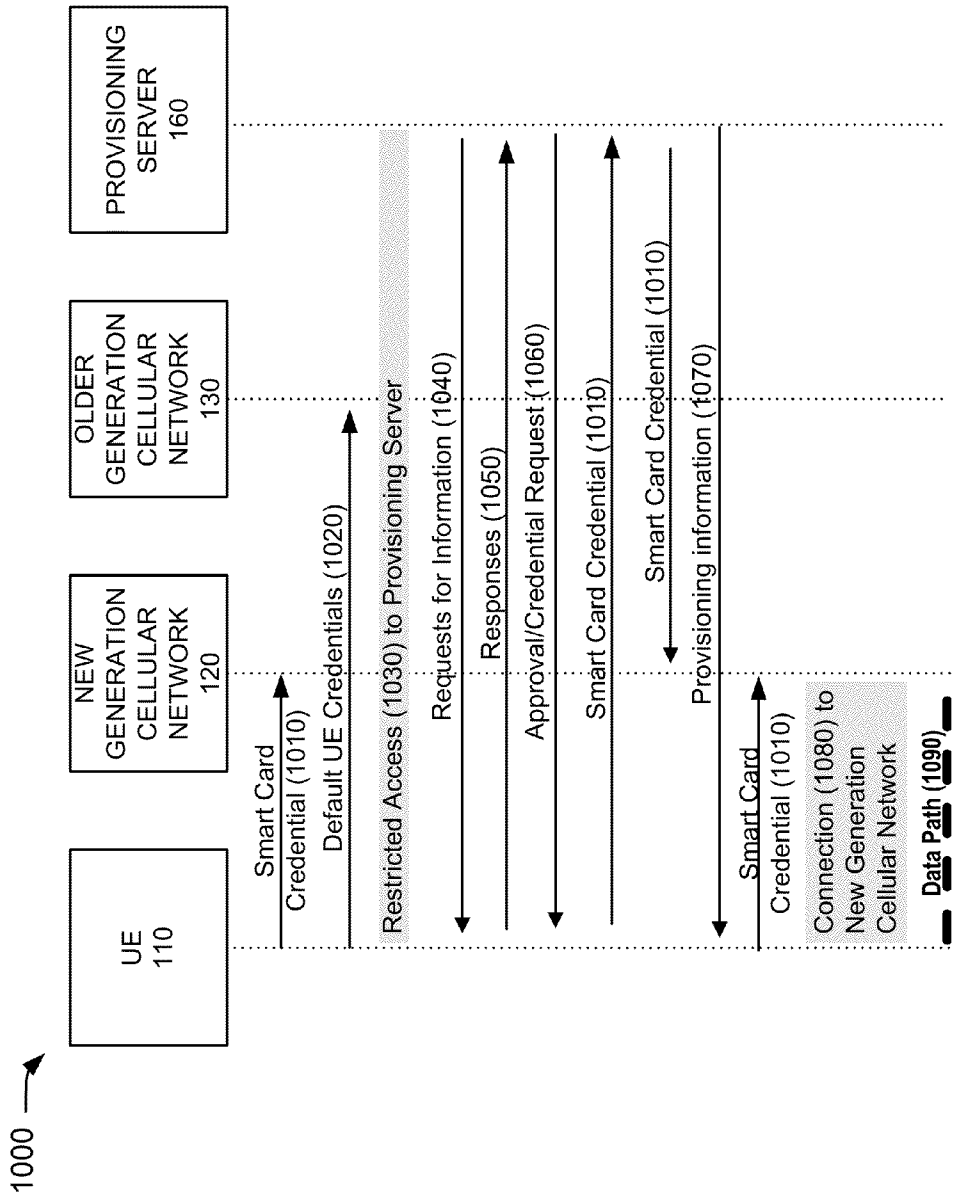 1000
UE
110
NEW
GENERATION
CELLULAR
NETWORK
120
OLDER
GENERATION
CELLULAR
NETWORK
130
PROVISIONING
SERVER
160
Smart Card
Credential (1010)
Default UE Credentials (1020)
Restricted Access (1030) to Provisioning Server
Requests for Information (1040)
Responses (1050)
Approval/Credential Request (1060)
Smart Card Credential (1010)
Smart Card Credential (1010)
Provisioning information (1070)
Smart Card
Credential (1010)
Connection (1080) to
New Generation
Cellular Network
Data Path (1090)